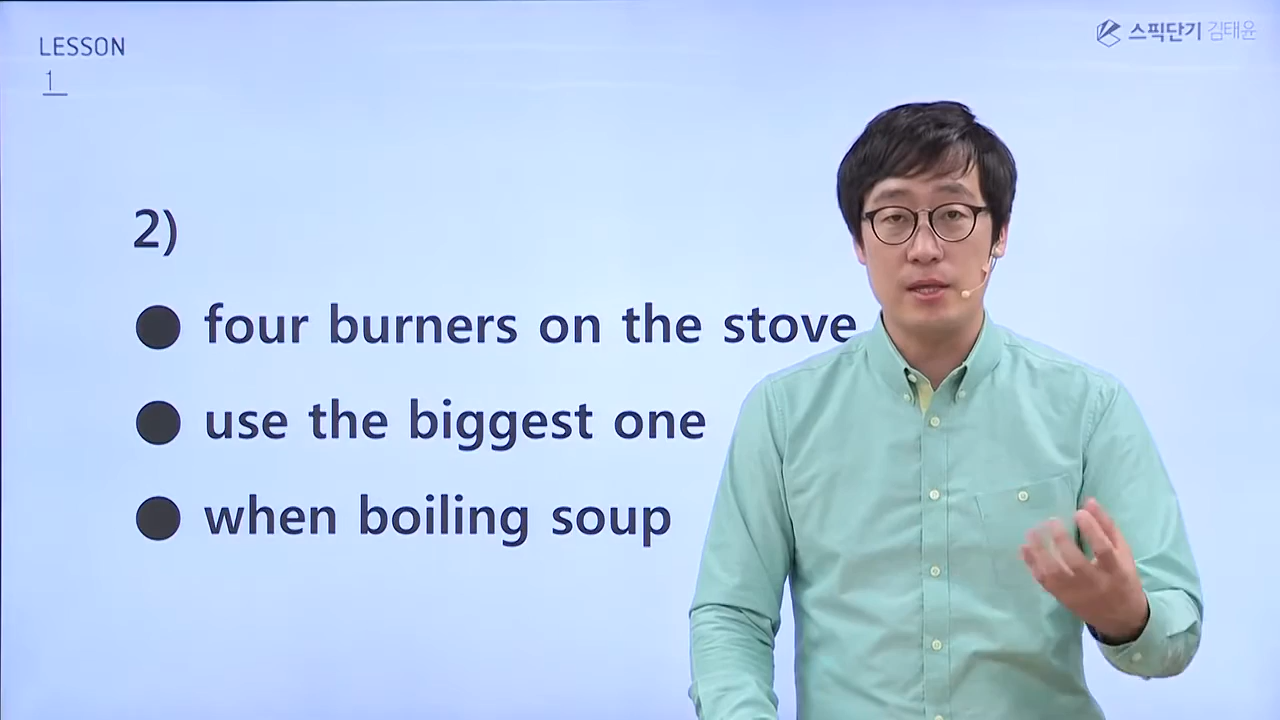 LESSON
1
스픽단기 김태윤
2)
● four burners on the stove
● use the biggest one
● when boiling soup